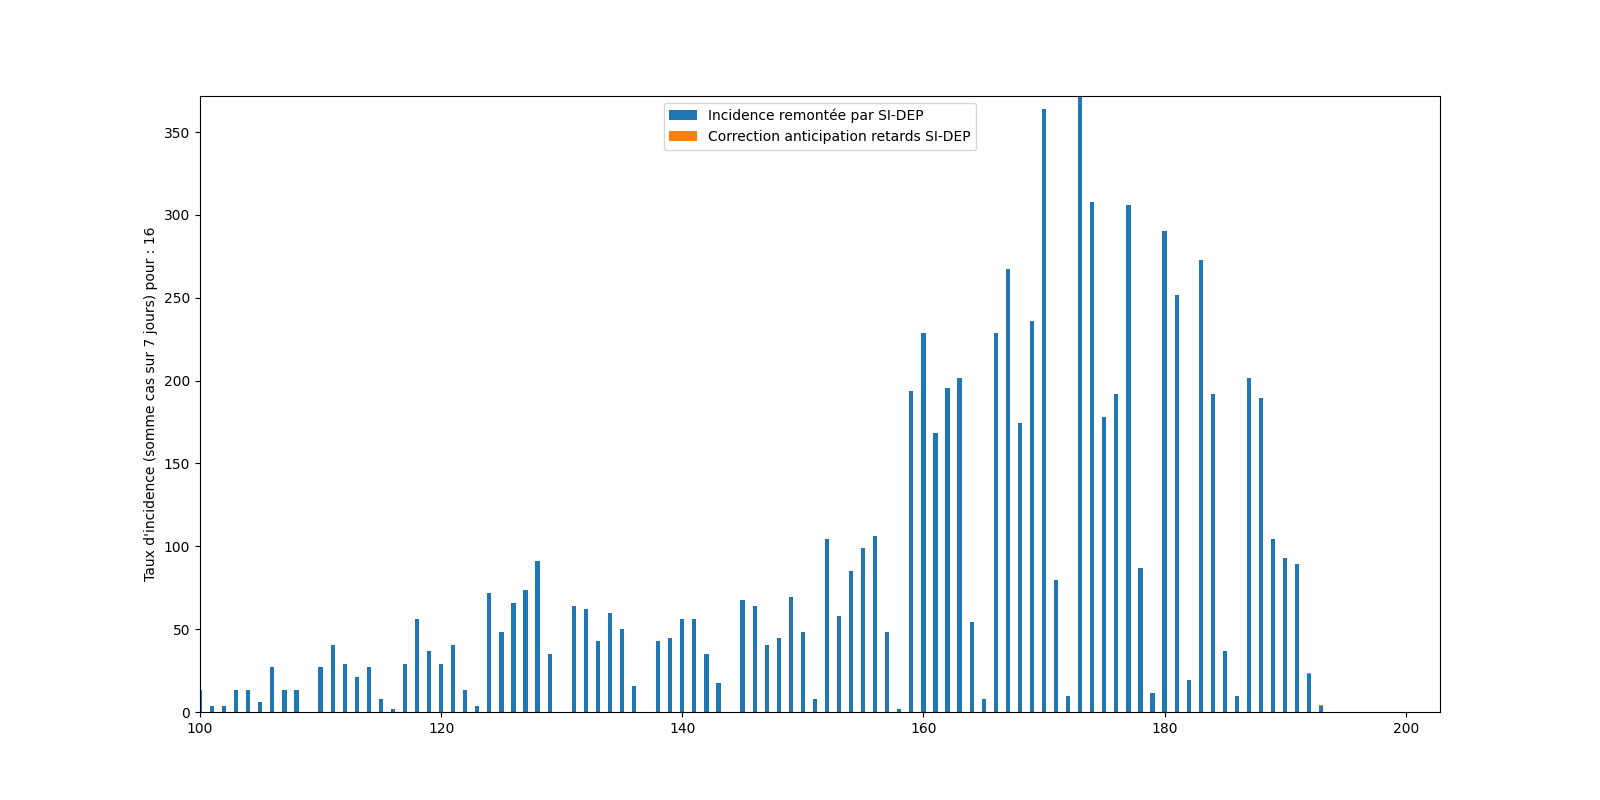 Incidence remontée par SI-DEP
Correction anticipation retards SI-DEP
Taux d'incidence (somme cas sur 7 jours) pour : 16
350
300
250
200
150
100
50
0
100 120 140 160 180 200